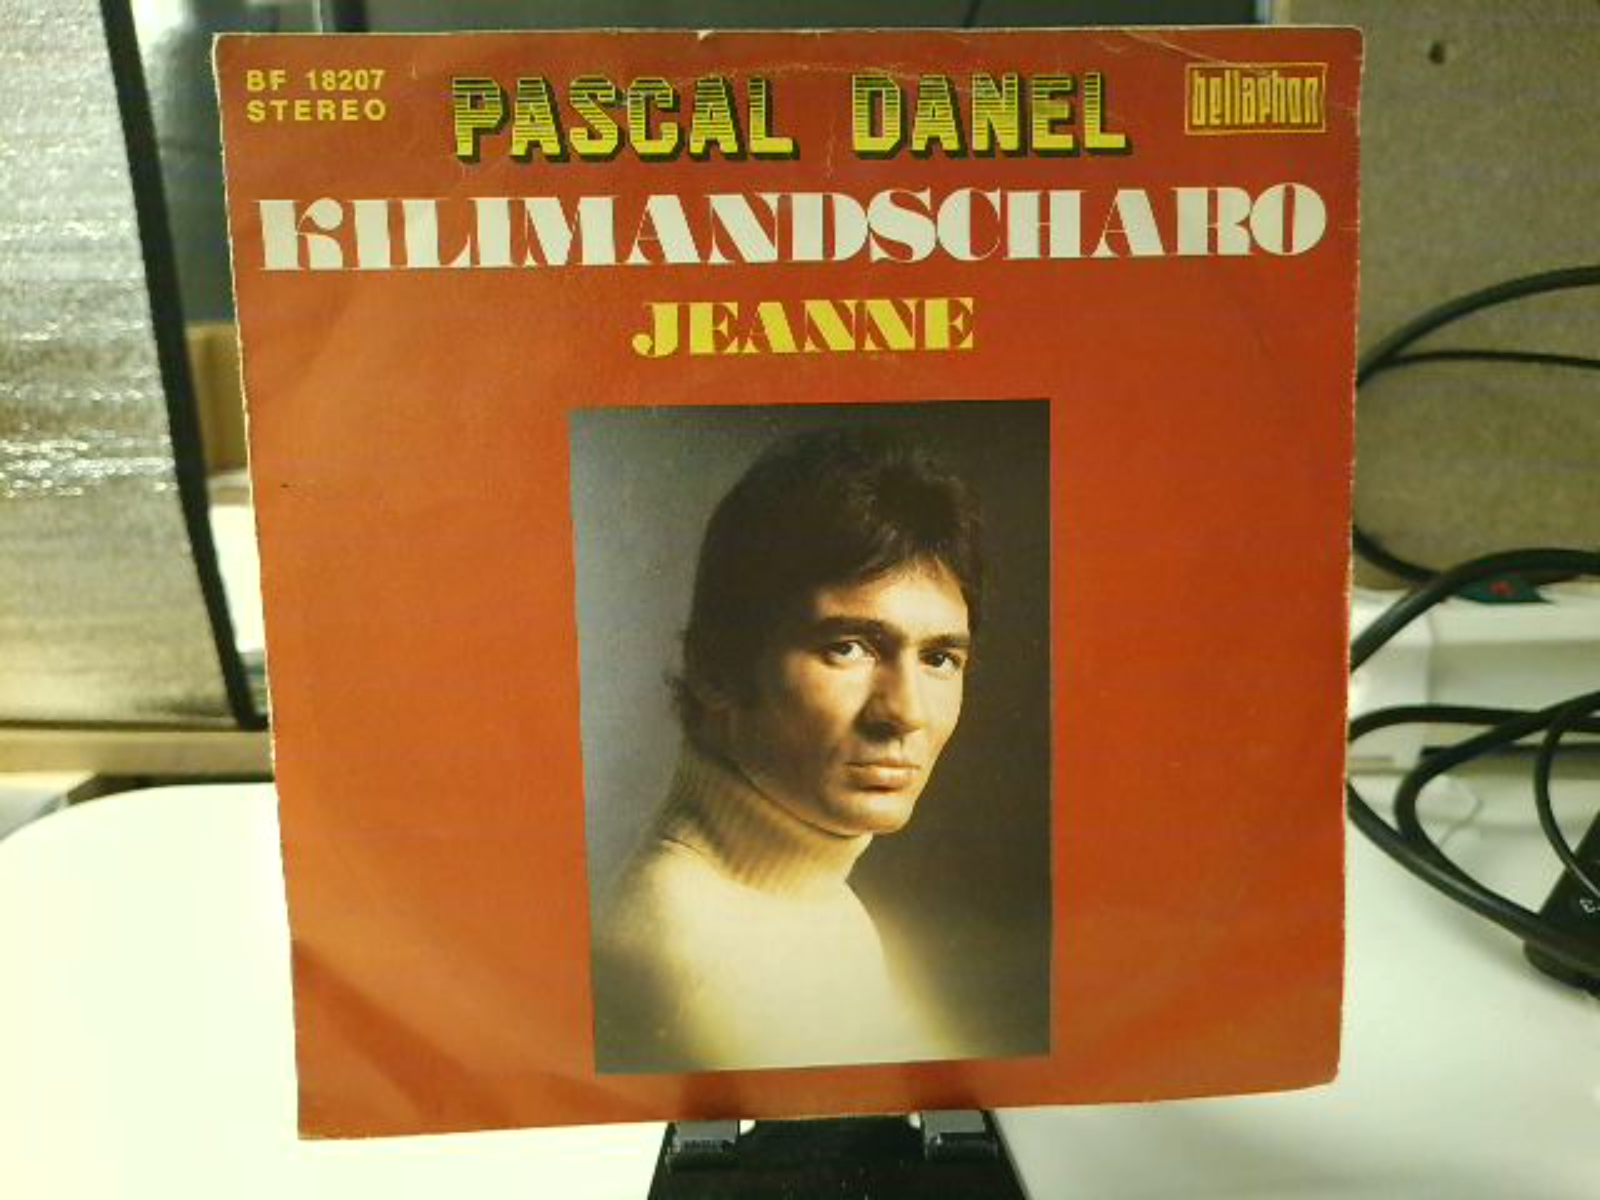 BF 18207
STEREO
PASCAL DANEL
bellaphon
KILIMANDSCHARO
JEANNE